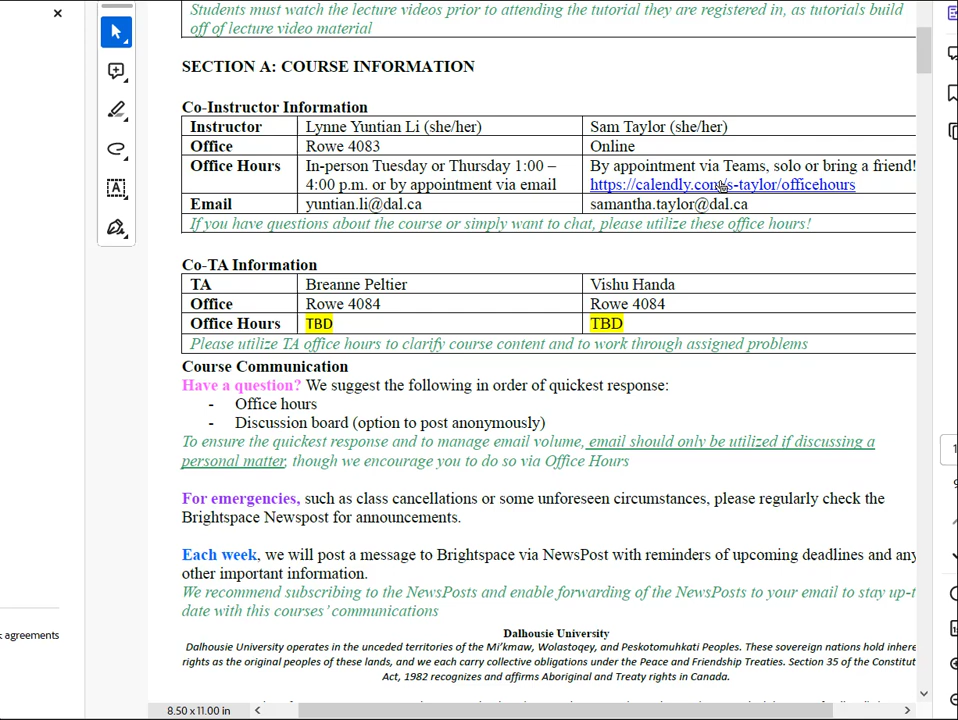 Students must watch the lecture videos prior to attending the tutorial they are registered in, as tutorials build
off of lecture video material
SECTION A: COURSE INFORMATION
Co-Instructor Information
Instructor Lynne Yuntian Li (she/her) Sam Taylor (she/her)
Office Rowe 4083 Online
Office Hours In-person Tuesday or Thursday 1:00 – By appointment via Teams, solo or bring a friend!
4:00 p.m. or by appointment via email https://calendly.com/s-taylor/officehours
Email yuntian.li@dal.ca samantha.taylor@dal.ca
If you have questions about the course or simply want to chat, please utilize these office hours!
Co-TA Information
TA Breanne Peltier Vishu Handa
Office Rowe 4084 Rowe 4084
Office Hours TBD TBD
Please utilize TA office hours to clarify course content and to work through assigned problems
Course Communication
Have a question? We suggest the following in order of quickest response:
- Office hours
- Discussion board (option to post anonymously)
To ensure the quickest response and to manage email volume, email should only be utilized if discussing a
personal matter, though we encourage you to do so via Office Hours
For emergencies, such as class cancellations or some unforeseen circumstances, please regularly check the
Brightspace Newspost for announcements.
Each week, we will post a message to Brightspace via NewsPost with reminders of upcoming deadlines and any
other important information.
We recommend subscribing to the NewsPosts and enable forwarding of the NewsPosts to your email to stay up-t
date with this courses' communications
k agreements
Dalhousie University
Dalhousie University operates in the unceded territories of the Mi'kmaw, Wolastoqey, and Peskotomuhkati Peoples. These sovereign nations hold inhere
rights as the original peoples of these lands, and we each carry collective obligations under the Peace and Friendship Treaties. Section 35 of the Constitut
Act, 1982 recognizes and affirms Aboriginal and Treaty rights in Canada.
8.50 x 11.00 in